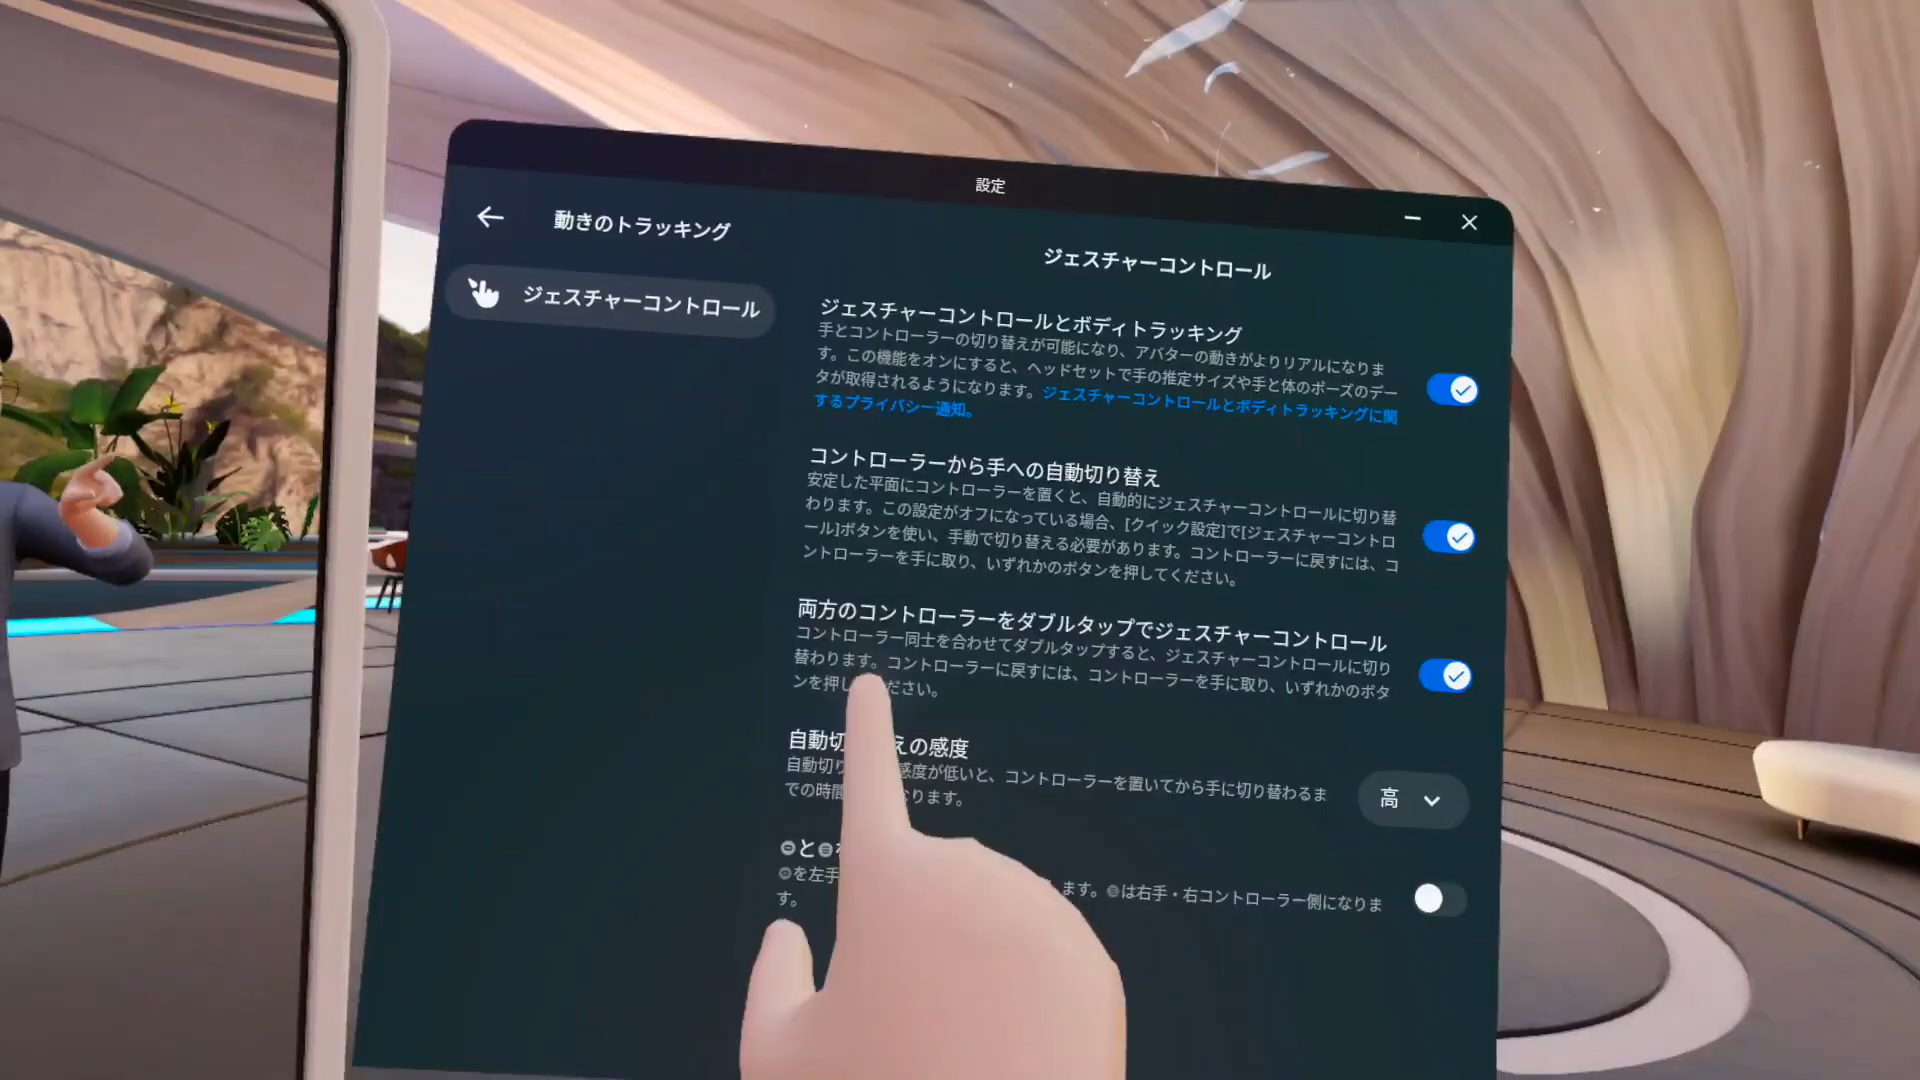 設定
動きのトラッキング
ジェスチャーコントロール
ジェスチャーコントロール
ジェスチャーコントロールとボディトラッキング
手とコントローラーの切り替えが可能になり、アバターの動きがよりリアルになりま
す。この機能をオンにすると、ヘッドセットで手の推定サイズや手と体のポーズのデー
タが取得されるようになります。ジェスチャーコントロールとボディトラッキングに関
するプライバシー通知。
コントローラーから手への自動切り替え
安定した平面にコントローラーを置くと、自動的にジェスチャーコントロールに切り替
わります。この設定がオフになっている場合、[クイック設定]で[ジェスチャーコントロ
ール]ボタンを使い、手動で切り替える必要があります。コントローラーに戻すには、コ
ントローラーを手に取り、いずれかのボタンを押してください。
両方のコントローラーをダブルタップでジェスチャーコントロール
コントローラー同士を合わせてダブルタップすると、ジェスチャーコントロールに切り
替わります。コントローラーに戻すには、コントローラーを手に取り、いずれかのボタ
ンを押し ださい。
自動切 えの感度
自動切り 感度が低いと、コントローラーを置いてから手に切り替わるま
での時間 なります。
高
と
を左手 ます。 は右手・右コントローラー側になりま
す。